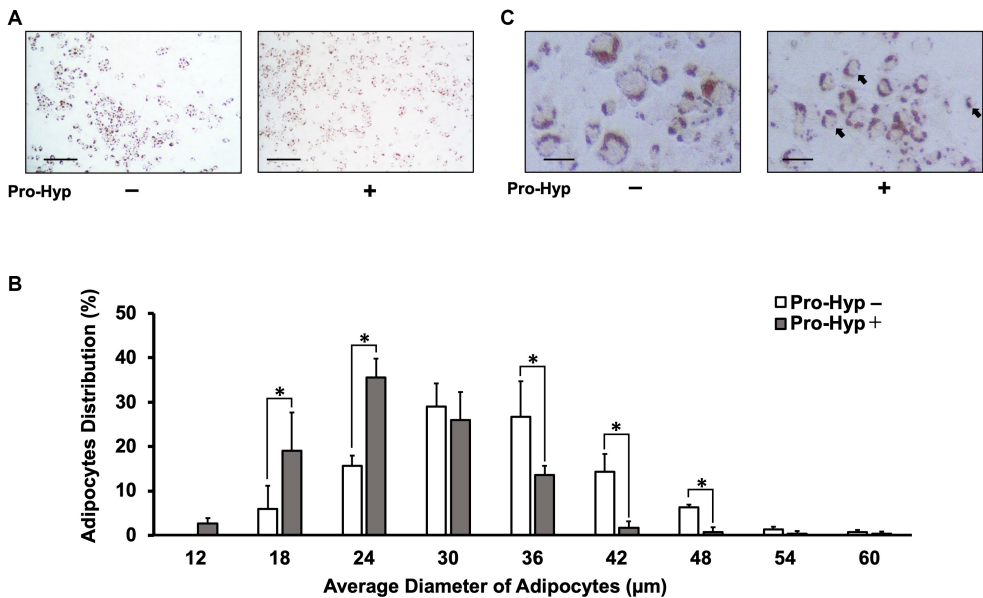 A
C
Pro-Hyp − +
Pro-Hyp − +
B
Adipocytes Distribution (%)
50
40
30
20
10
0
Pro-Hyp −
Pro-Hyp +
* * * * *
12 18 24 30 36 42 48 54 60
Average Diameter of Adipocytes (μm)